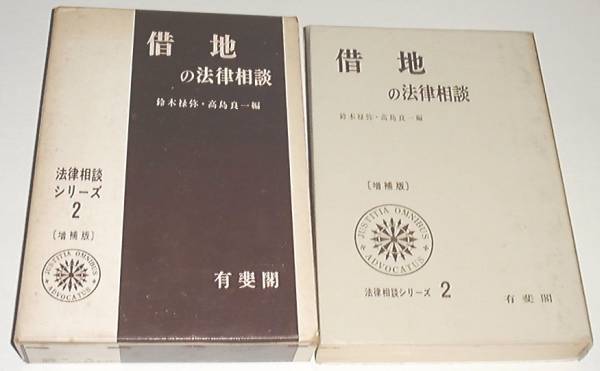 借地
の法律相談
鈴木禄弥・高島良一編
法律相談
シリーズ
2
〔増補版〕
JUSTITIA OMNIBUS
ADVOCATUS
有斐閣
借地
の法律相談
鈴木禄弥・高島良一編
〔増補版〕
JUSTITIA OMNIBUS
ADVOCATUS
法律相談シリーズ 2
有斐閣